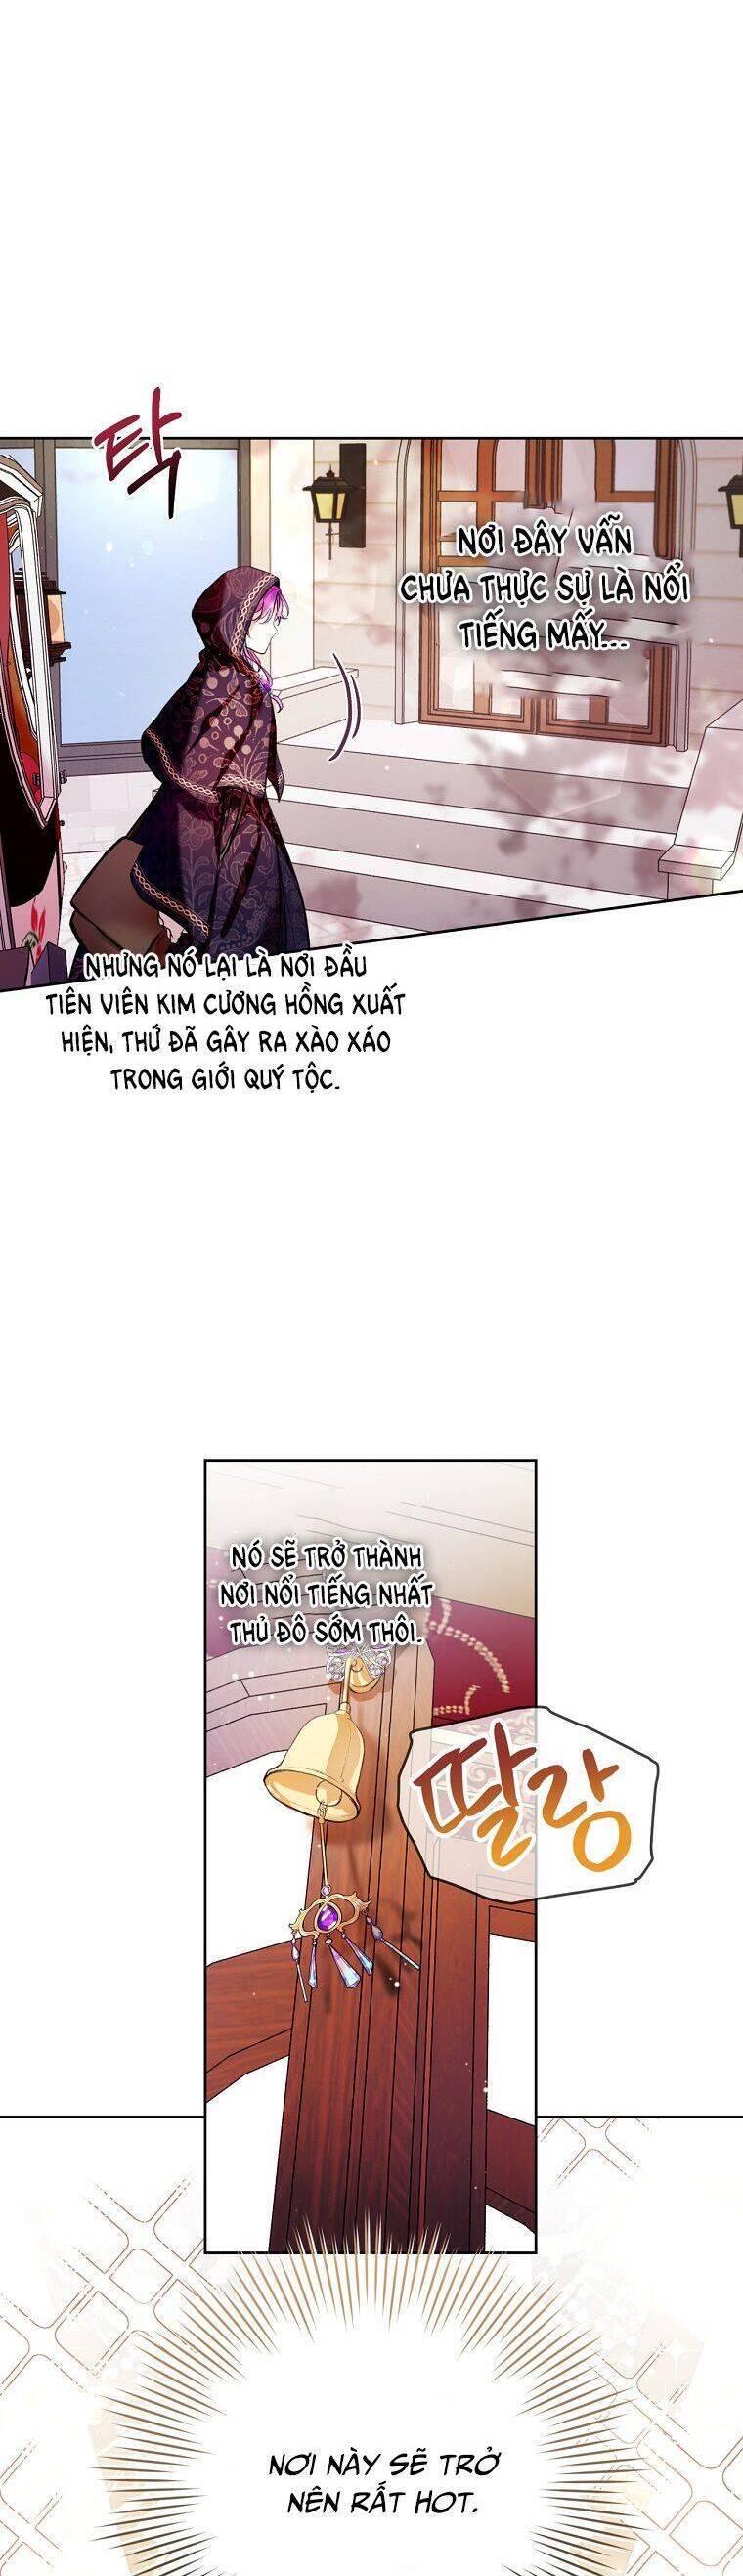 탁
NƠI ĐÂY VẪN
CHƯA THỰC SỰ LÀ NỔI
TIẾNG MẤY...
NHƯNG NÓ LẠI LÀ NƠI ĐẦU
TIÊN VIÊN KIM CƯƠNG HỒNG XUẤT
HIỆN, THỨ ĐÃ GÂY RA XÀO XÁO
TRONG GIỚI QUÝ TỘC.
NÓ SẼ TRỞ THÀNH
NƠI NỔI TIẾNG NHẤT
THỦ ĐÔ SỚM THÔI.
딸랑
NƠI NÀY SẼ TRỞ
NÊN RẤT HOT.